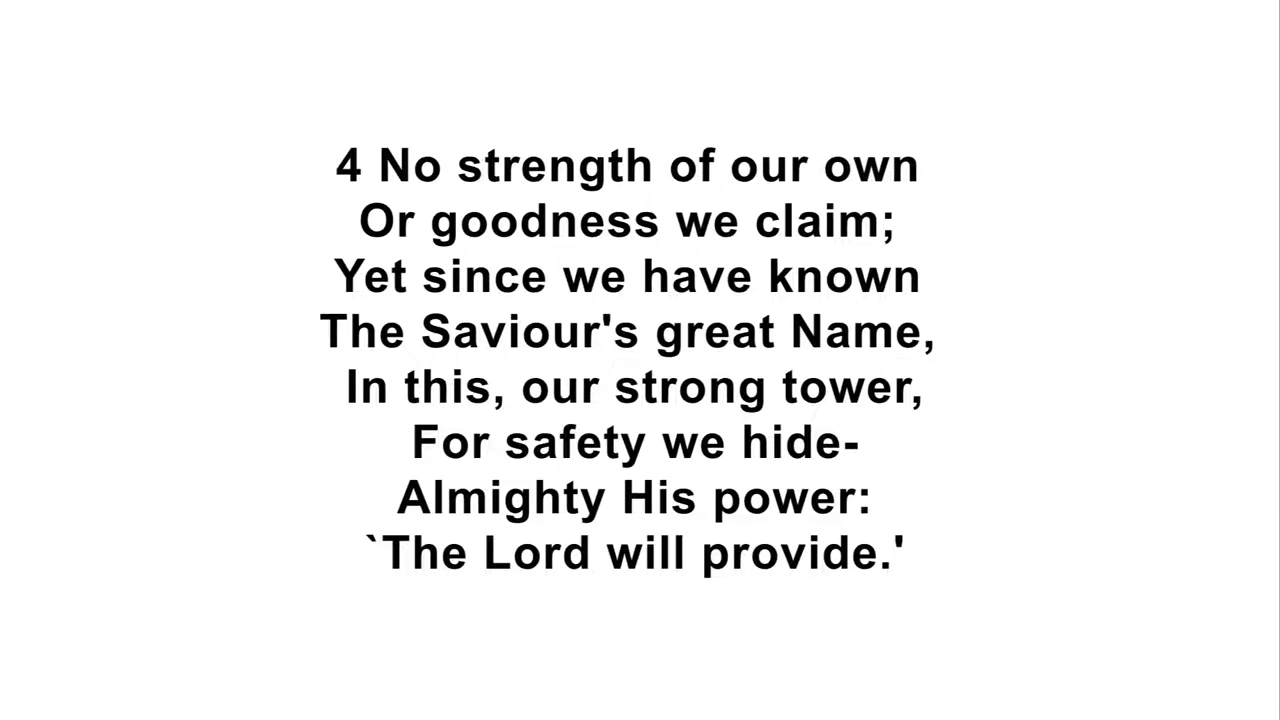 4 No strength of our own
Or goodness we claim;
Yet since we have known
The Saviour's great Name,
In this, our strong tower,
For safety we hide-
Almighty His power:
`The Lord will provide.'